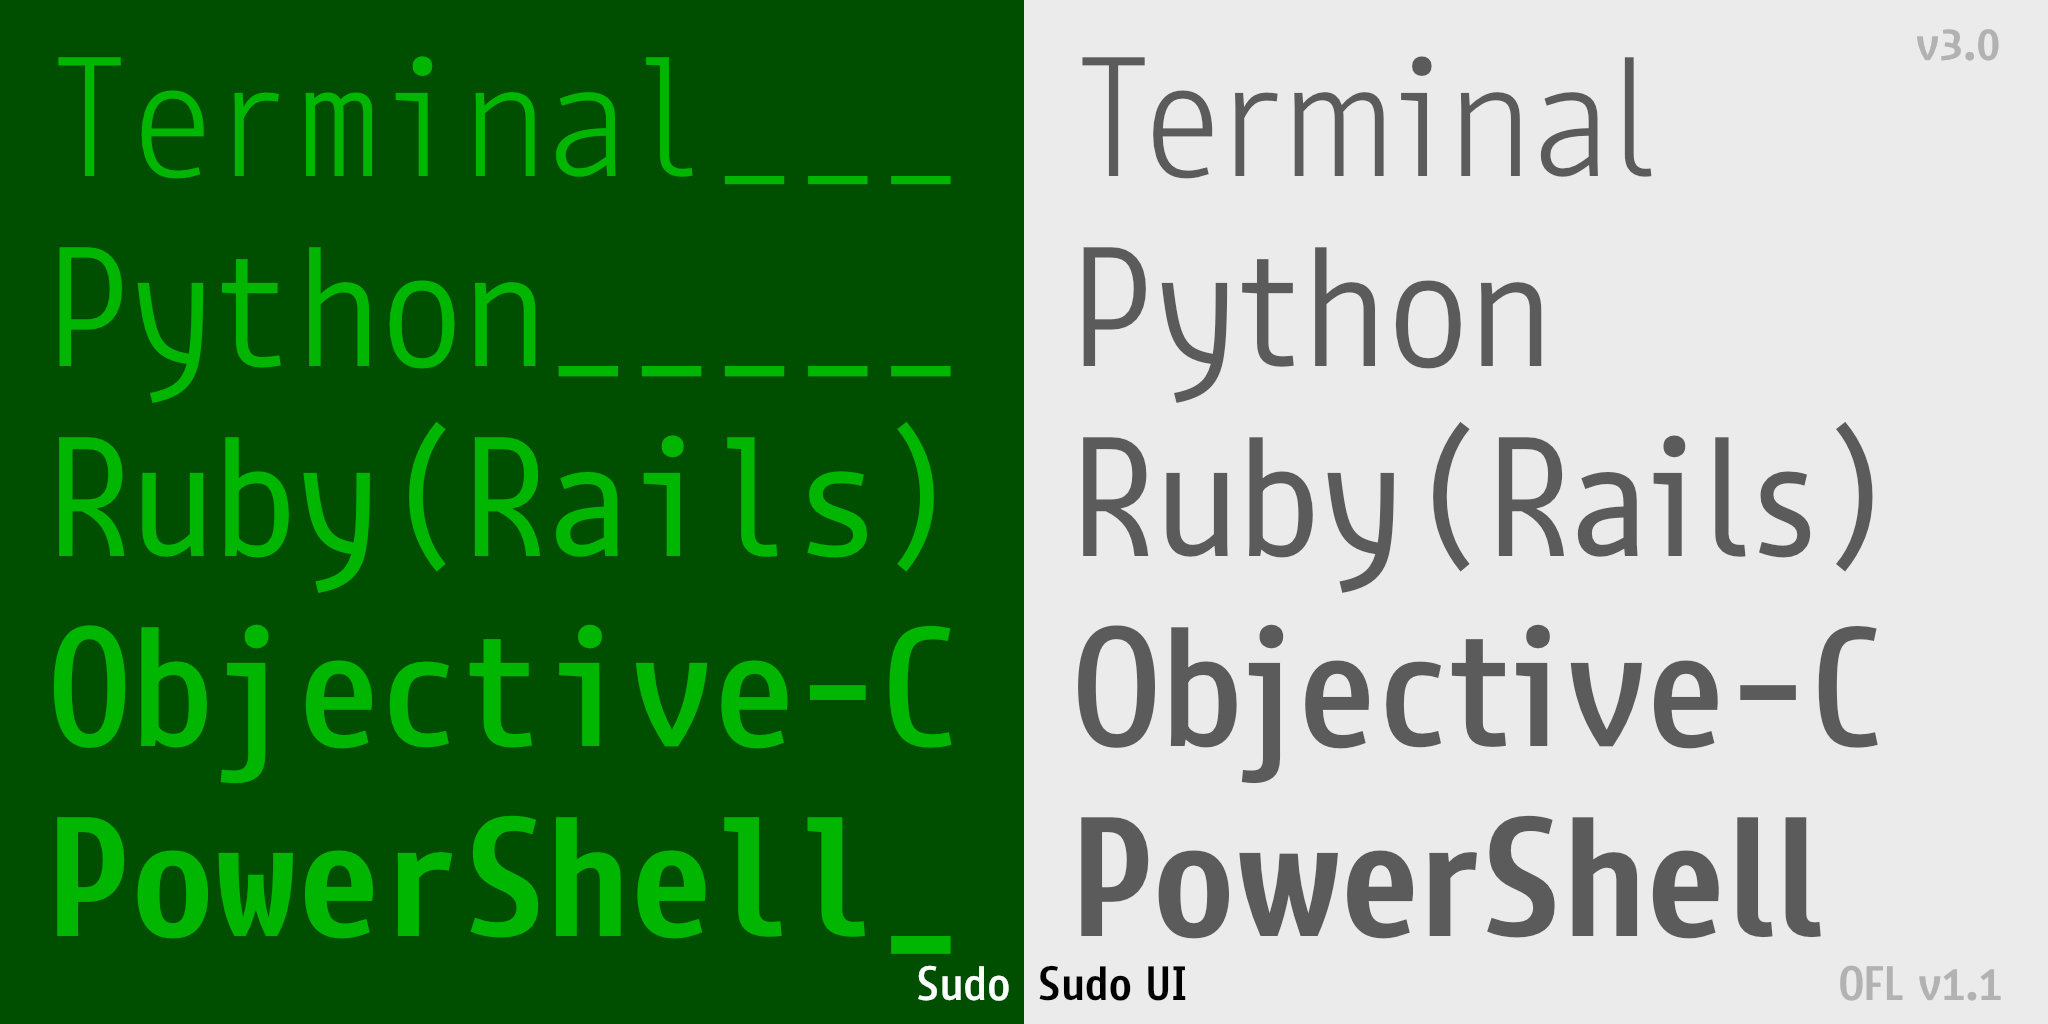 Terminal___
Python_____
Ruby(Rails)
Objective-C
PowerShell_
Sudo
v3.0
Terminal
Python
Ruby(Rails)
Objective-C
PowerShell
Sudo UI
OFL v1.1